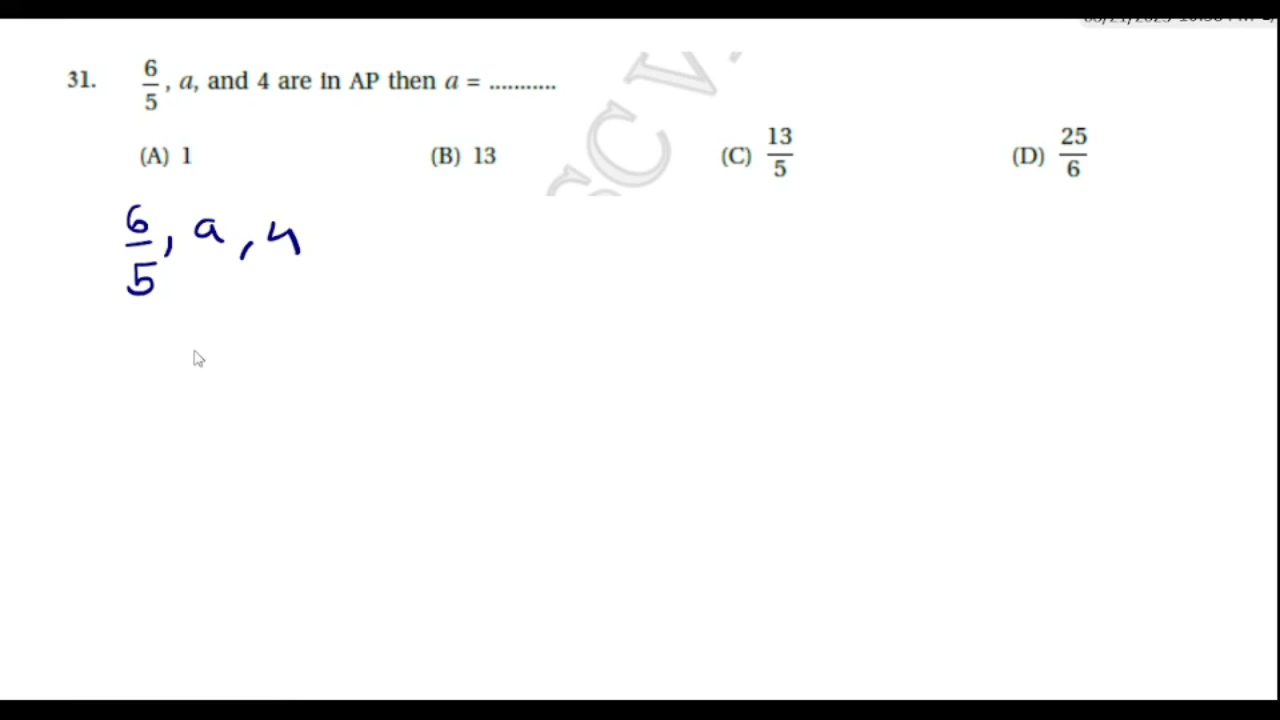 31. 6/5, a, and 4 are in AP then a = ...........
(A) 1 (B) 13 (C) 13/5 (D) 25/6
6/5, a, 4